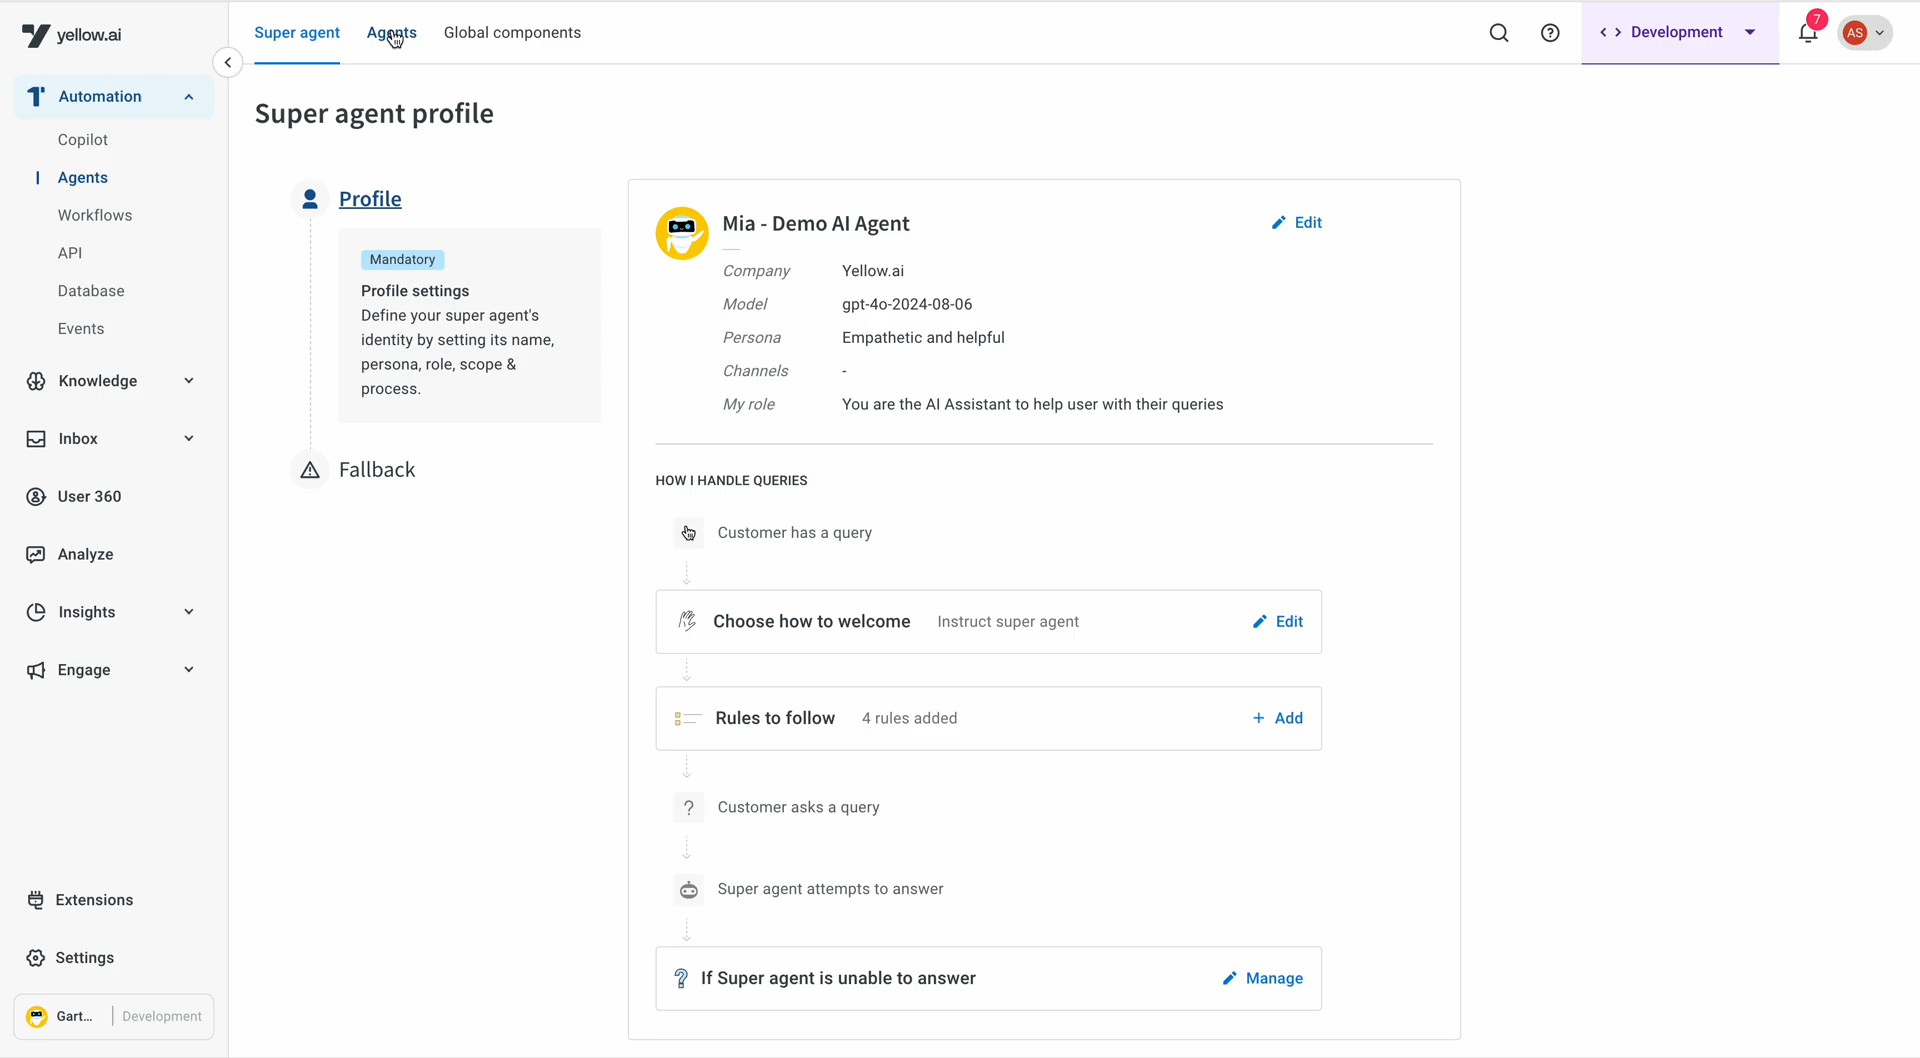 yellow.ai
Super agent
Agents
Global components
Development
7
AS
Automation
Copilot
Agents
Workflows
API
Database
Events
Knowledge
Inbox
User 360
Analyze
Insights
Engage
Extensions
Settings
Gart...
Development
Super agent profile
Profile
Mandatory
Profile settings
Define your super agent's
identity by setting its name,
persona, role, scope &
process.
Fallback
Mia - Demo AI Agent
Edit
Company Yellow.ai
Model gpt-4o-2024-08-06
Persona Empathetic and helpful
Channels -
My role You are the AI Assistant to help user with their queries
HOW I HANDLE QUERIES
Customer has a query
Choose how to welcome Instruct super agent Edit
Rules to follow 4 rules added + Add
? Customer asks a query
Super agent attempts to answer
? If Super agent is unable to answer Manage